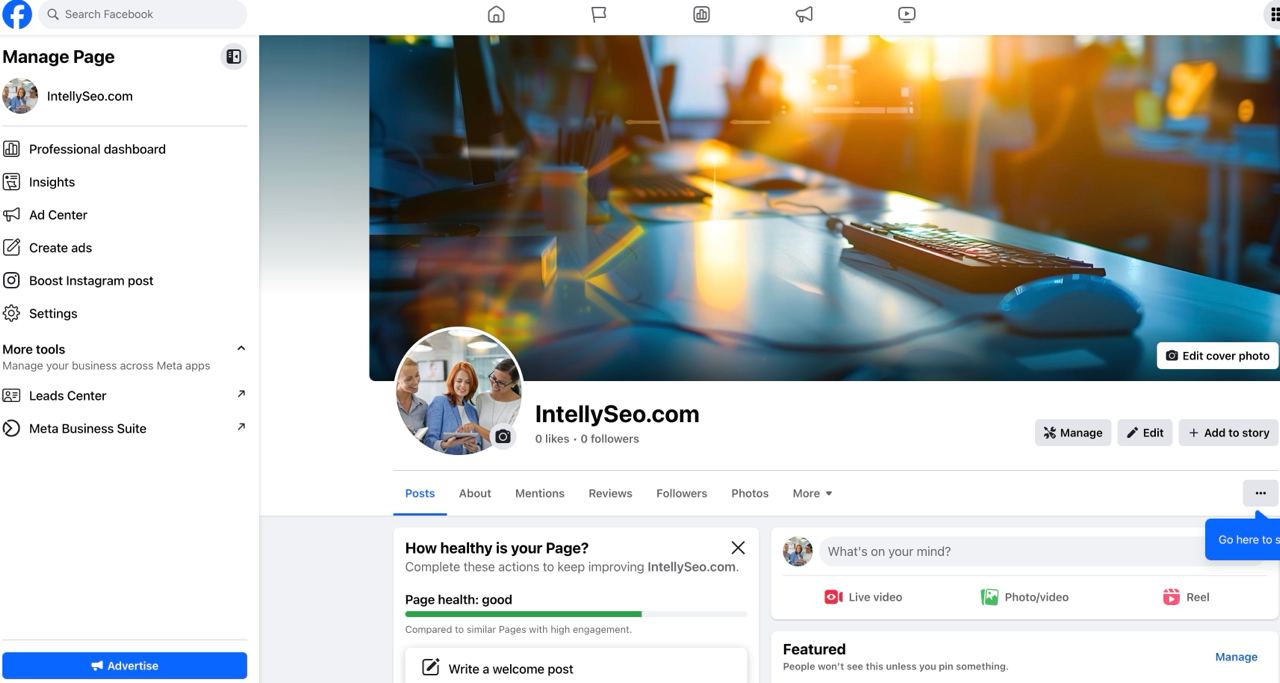 Search Facebook
Manage Page
IntellySeo.com
Professional dashboard
Insights
Ad Center
Create ads
Boost Instagram post
Settings
More tools
Manage your business across Meta apps
Leads Center
Meta Business Suite
Advertise
Edit cover photo
IntellySeo.com
0 likes • 0 followers
Manage
Edit
+ Add to story
Posts
About
Mentions
Reviews
Followers
Photos
More
Go here to s
How healthy is your Page?
Complete these actions to keep improving IntellySeo.com.
Page health: good
Compared to similar Pages with high engagement.
Write a welcome post
What's on your mind?
Live video
Photo/video
Reel
Featured
People won't see this unless you pin something.
Manage